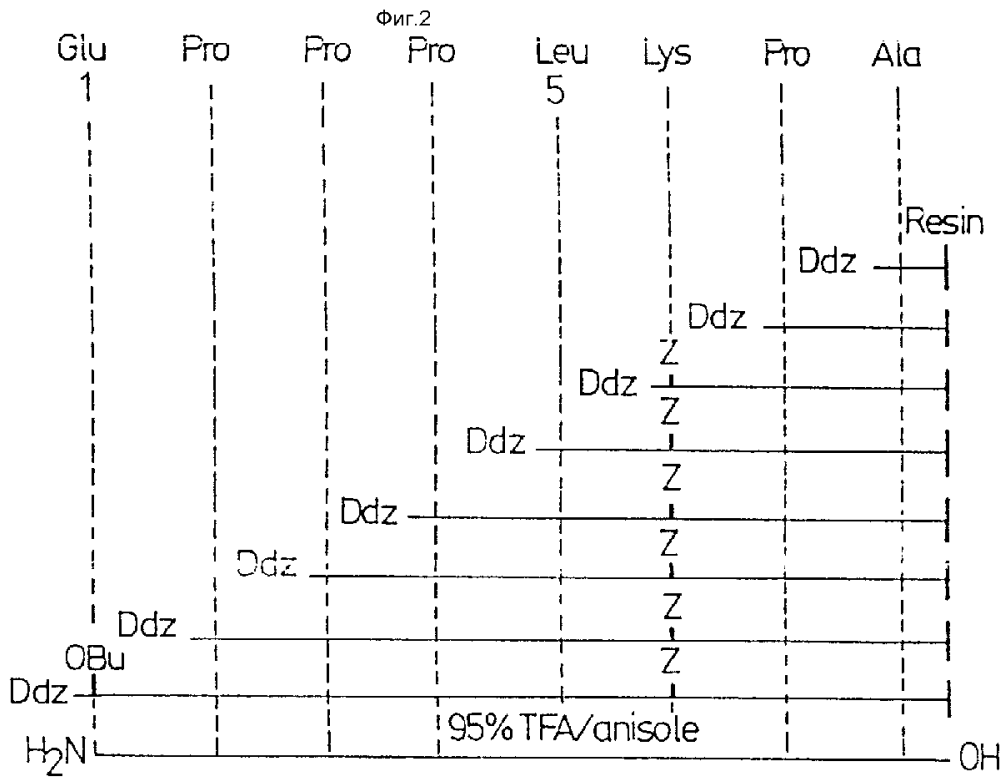 Фиг.2
Glu Pro Pro Pro Leu Lys Pro Ala
1 5
Resin
Ddz
Ddz
Z
Ddz
Z
Ddz
Z
Ddz
Z
Ddz
Z
Ddz
OBu Z
Ddz
95% TFA/anisole
H₂N OH